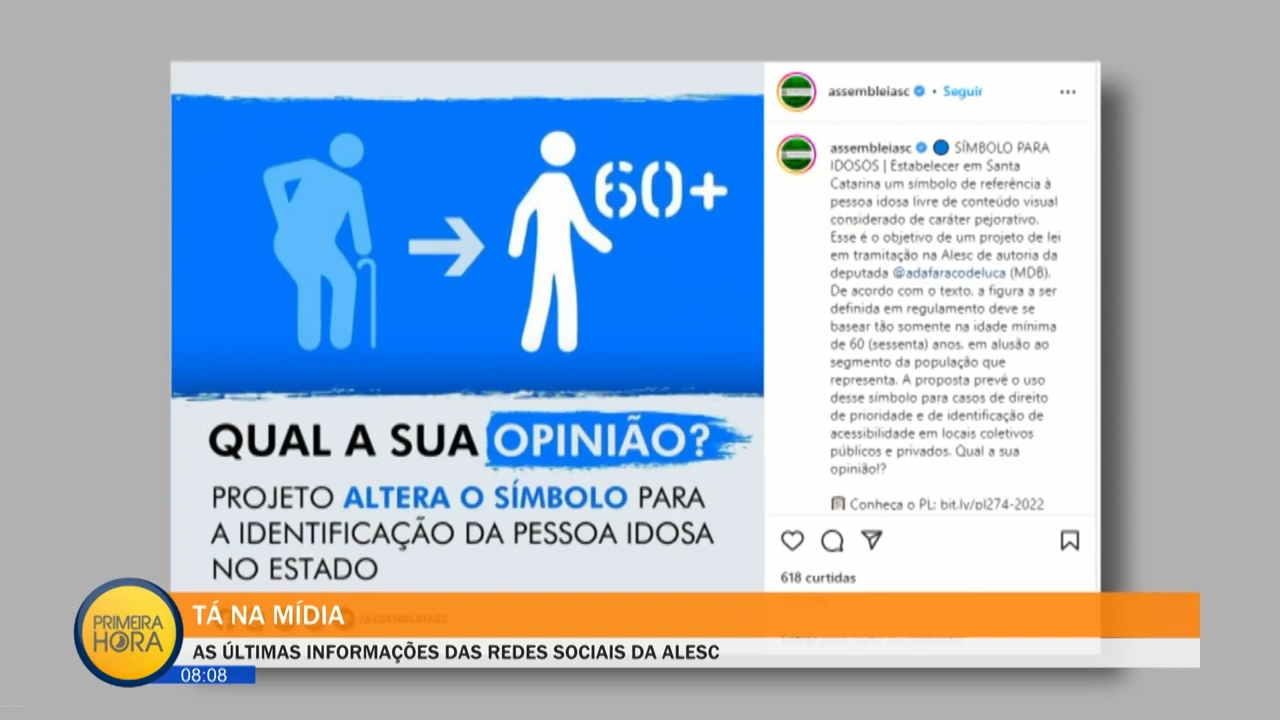 60+
QUAL A SUA OPINIÃO?
PROJETO ALTERA O SÍMBOLO PARA
A IDENTIFICAÇÃO DA PESSOA IDOSA
NO ESTADO
/ASSEMBLEIASC
assembleiasc • Seguir
assembleiasc SÍMBOLO PARA
IDOSOS | Estabelecer em Santa
Catarina um símbolo de referência à
pessoa idosa livre de conteúdo visual
considerado de caráter pejorativo.
Esse é o objetivo de um projeto de lei
em tramitação na Alesc de autoria da
deputada @adafaracodeluca (MDB).
De acordo com o texto, a figura a ser
definida em regulamento deve se
basear tão somente na idade mínima
de 60 (sessenta) anos, em alusão ao
segmento da população que
representa. A proposta prevê o uso
desse símbolo para casos de direito
de prioridade e de identificação de
acessibilidade em locais coletivos
públicos e privados. Qual a sua
opinião!?
Conheça o PL: bit.ly/pl274-2022
618 curtidas
PRIMEIRA
HORA
TÁ NA MÍDIA
AS ÚLTIMAS INFORMAÇÕES DAS REDES SOCIAIS DA ALESC
08:08